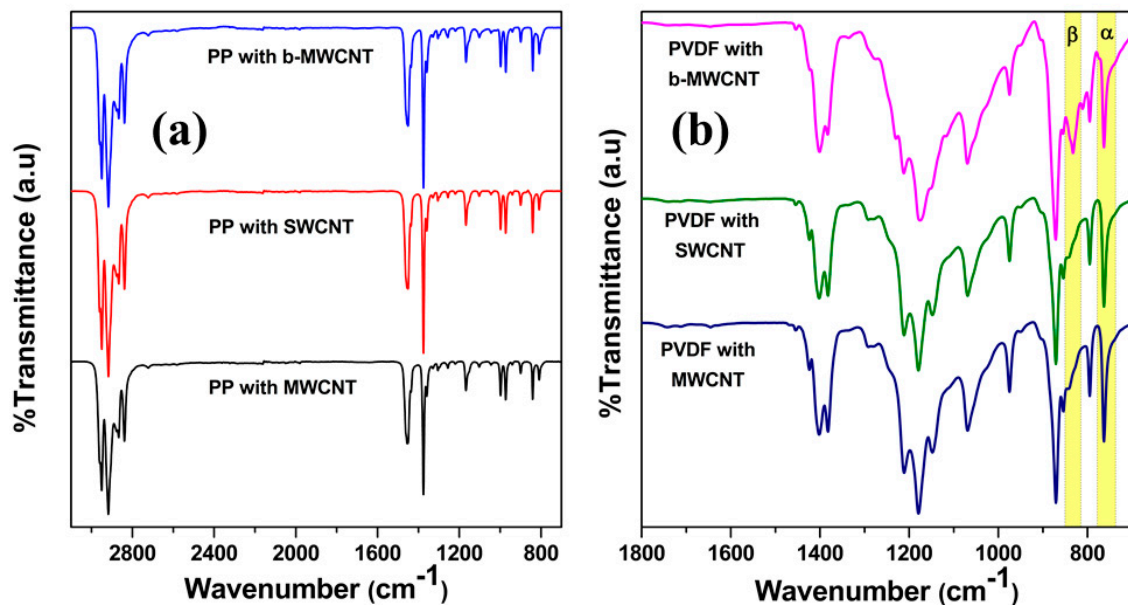 (a)
PP with b-MWCNT
PP with SWCNT
PP with MWCNT
%Transmittance (a.u)
2800 2400 2000 1600 1200 800
Wavenumber (cm⁻¹)
(b)
β α
PVDF with
b-MWCNT
PVDF with
SWCNT
PVDF with
MWCNT
%Transmittance (a.u)
1800 1600 1400 1200 1000 800
Wavenumber (cm⁻¹)